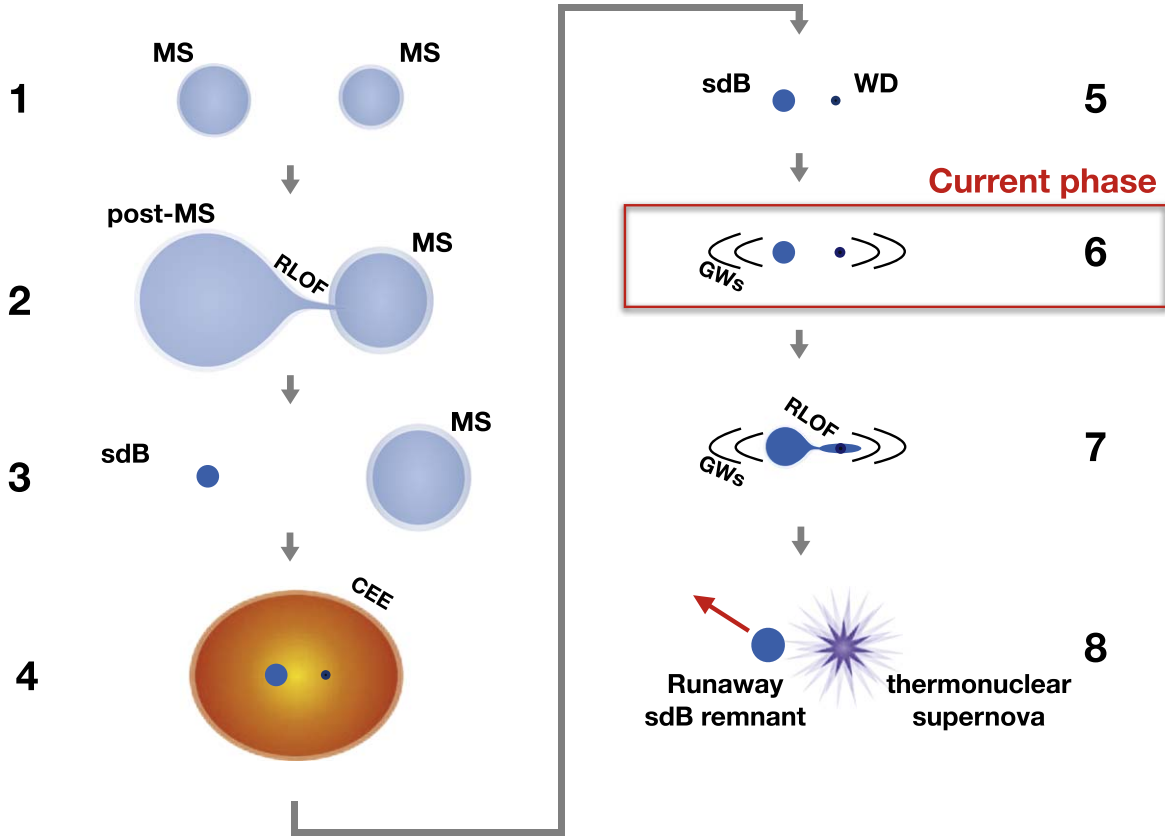 1
MS
MS
2
post-MS
RLOF
MS
3
sdB
MS
4
CEE
sdB
WD
5
Current phase
GWs
6
RLOF
GWs
7
8
Runaway
sdB remnant
thermonuclear
supernova